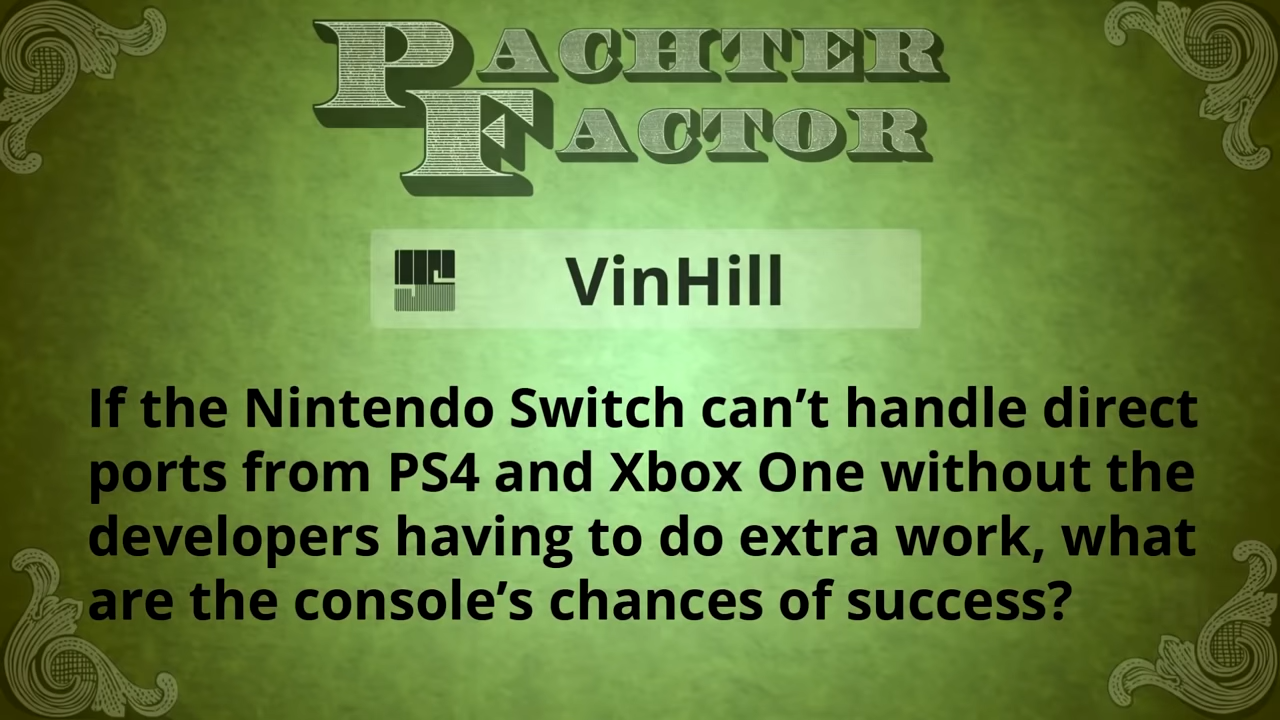 PACHTER
FACTOR
VinHill
If the Nintendo Switch can’t handle direct
ports from PS4 and Xbox One without the
developers having to do extra work, what
are the console’s chances of success?